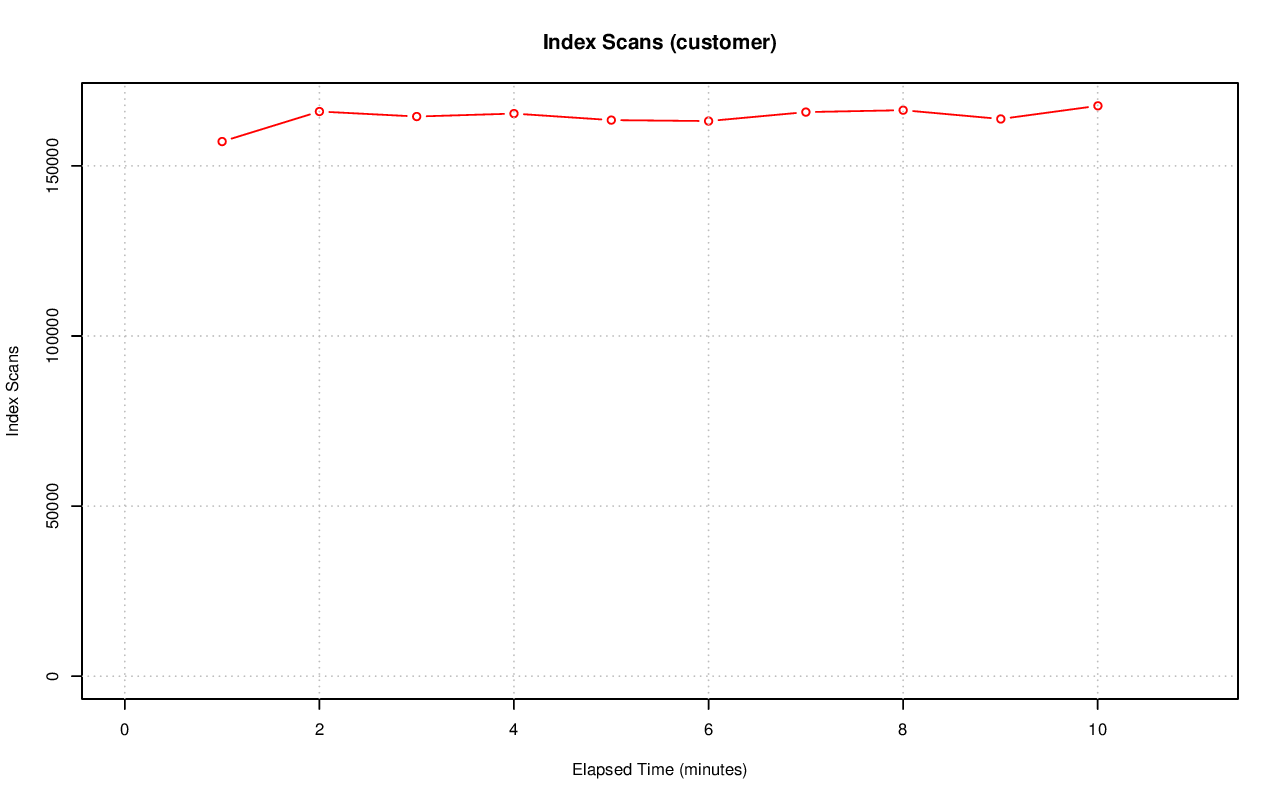 Index Scans (customer)
Index Scans
150000
100000
50000
0
0 2 4 6 8 10
Elapsed Time (minutes)